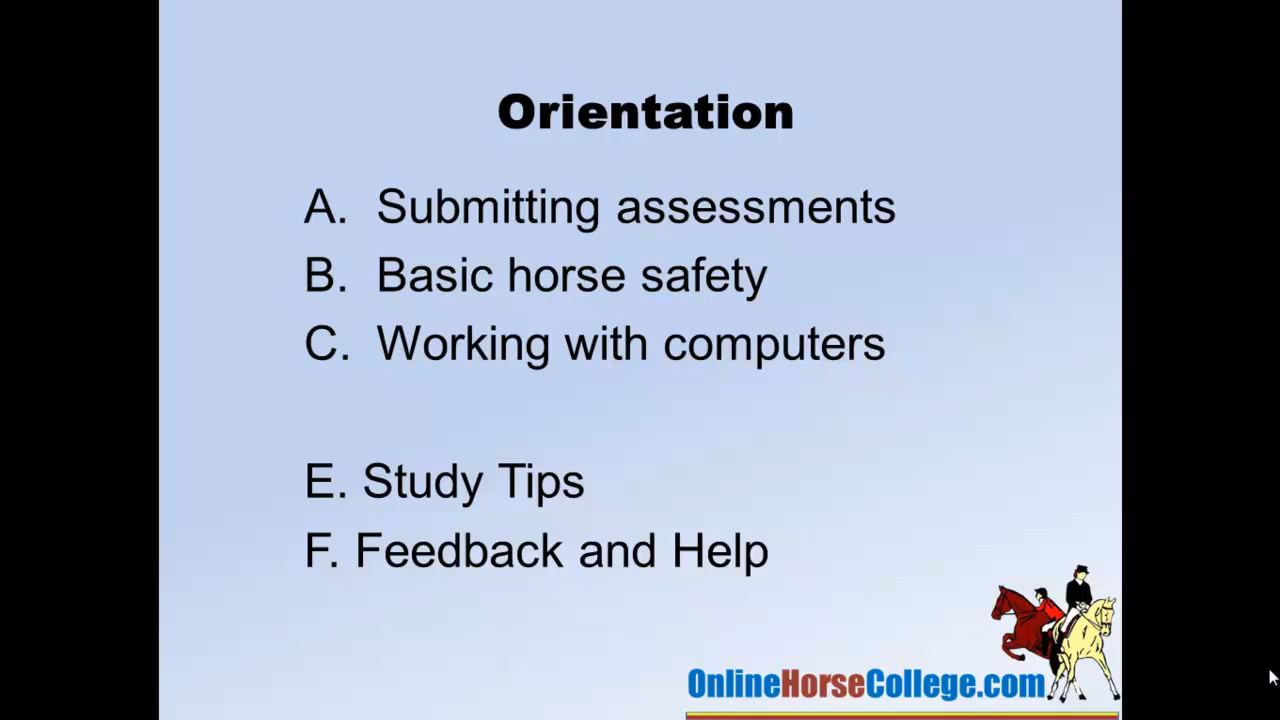 Orientation
A. Submitting assessments
B. Basic horse safety
C. Working with computers
E. Study Tips
F. Feedback and Help
OnlineHorseCollege.com